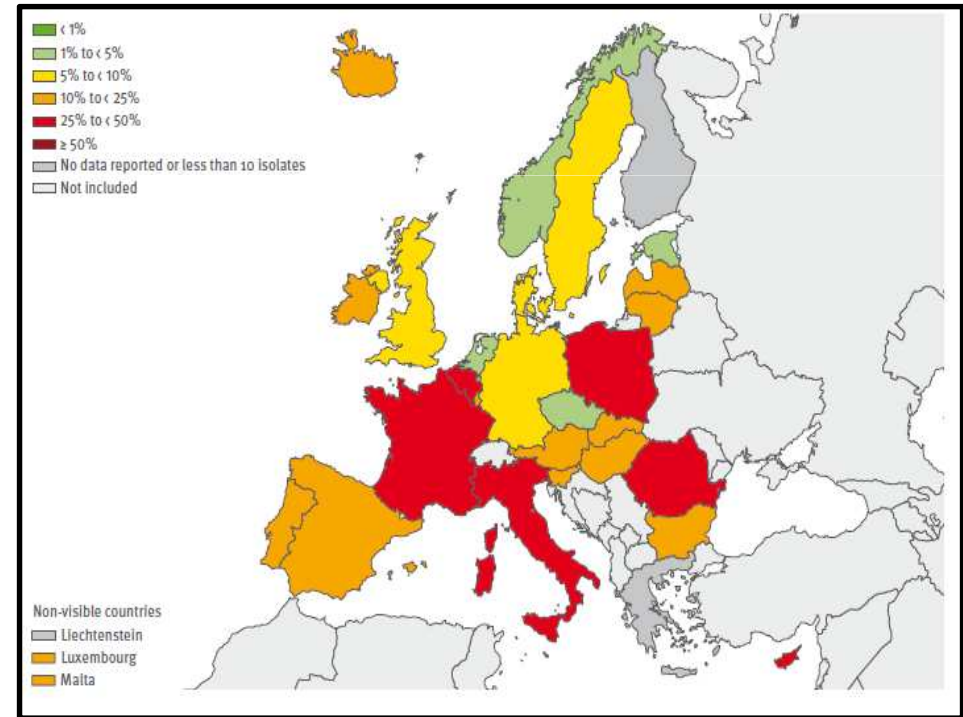 < 1%
1% to < 5%
5% to < 10%
10% to < 25%
25% to < 50%
≥ 50%
No data reported or less than 10 isolates
Not included
Non-visible countries
Liechtenstein
Luxembourg
Malta